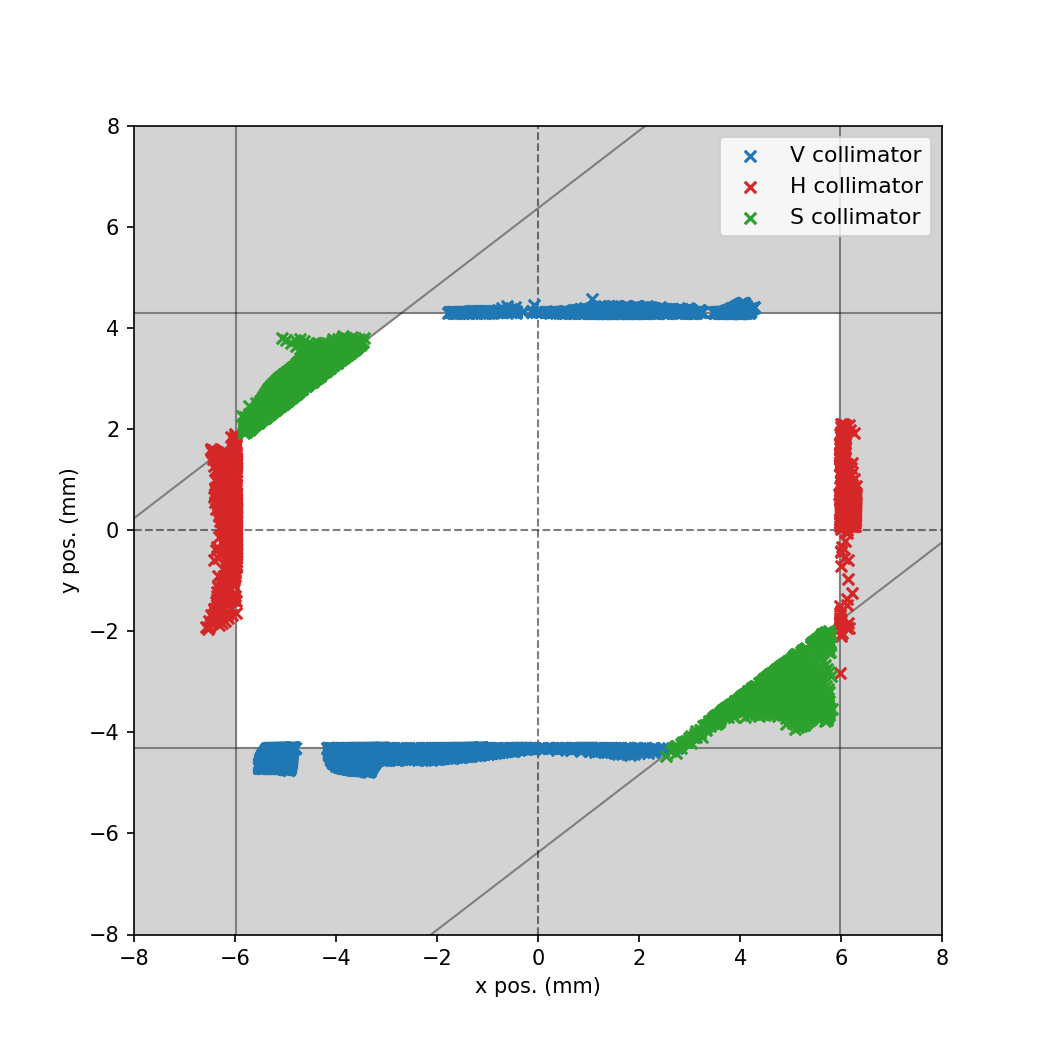 8
6
4
2
0
−2
−4
−6
−8
y pos. (mm)
V collimator
H collimator
S collimator
−8 −6 −4 −2 0 2 4 6 8
x pos. (mm)